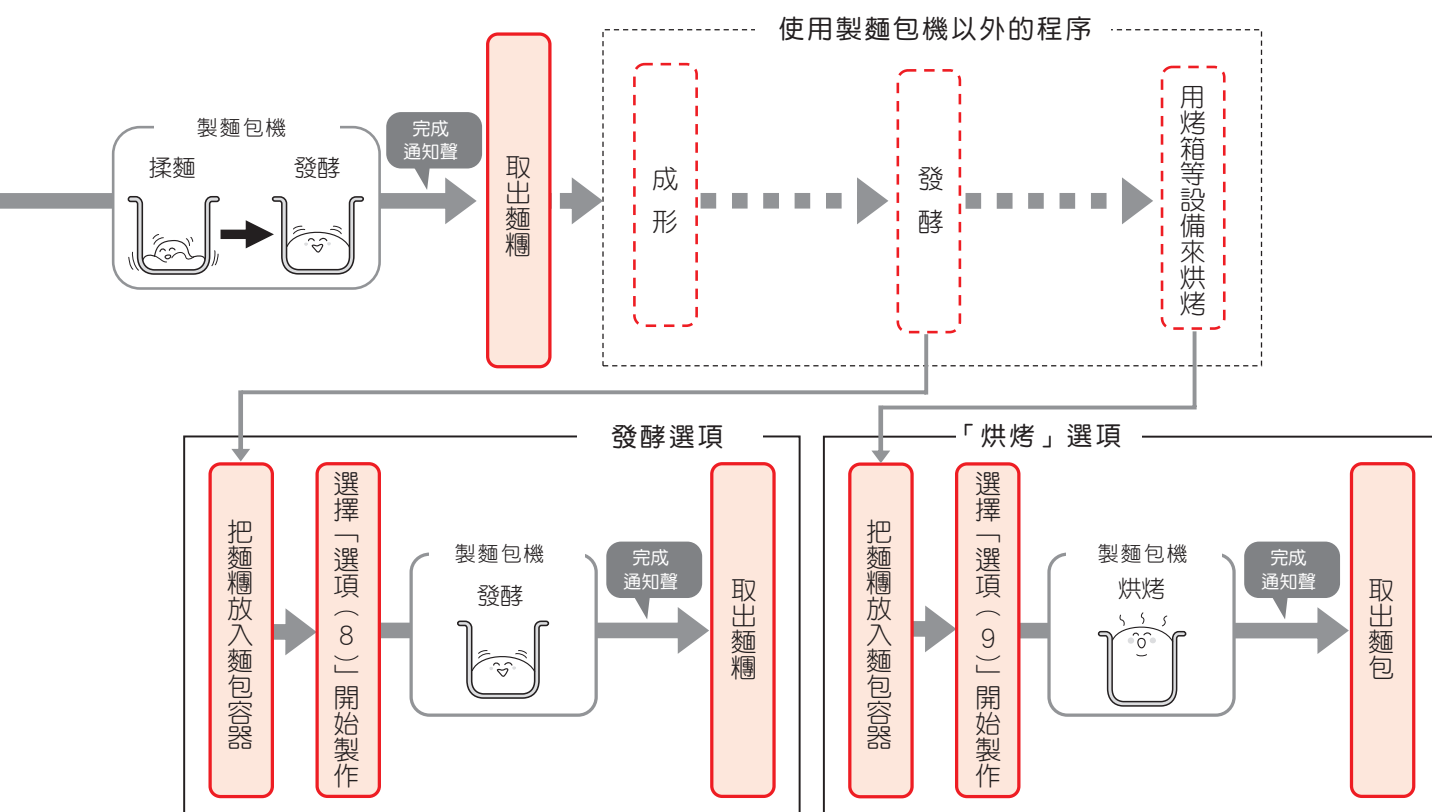 使用製麵包機以外的程序
製麵包機
揉麵
發酵
完成
通知聲
取出麵糰
成形
發酵
用烤箱等設備來烘烤
發酵選項
把麵糰放入麵包容器
選擇「選項（8）」開始製作
製麵包機
發酵
完成
通知聲
取出麵糰
「烘烤」選項
把麵糰放入麵包容器
選擇「選項（9）」開始製作
製麵包機
烘烤
完成
通知聲
取出麵包